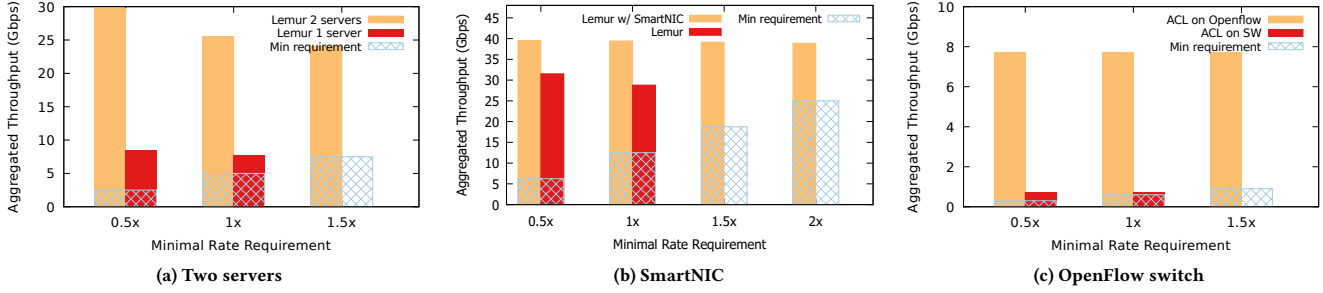 Aggregated Throughput (Gbps)
30
25
20
15
10
5
0
Lemur 2 servers
Lemur 1 server
Min requirement
0.5x 1x 1.5x
Minimal Rate Requirement
(a) Two servers
Aggregated Throughput (Gbps)
45
40
35
30
25
20
15
10
5
0
Lemur w/ SmartNIC
Lemur
Min requirement
0.5x 1x 1.5x 2x
Minimal Rate Requirement
(b) SmartNIC
Aggregated Throughput (Gbps)
10
8
6
4
2
0
ACL on Openflow
ACL on SW
Min requirement
0.5x 1x 1.5x
Minimal Rate Requirement
(c) OpenFlow switch